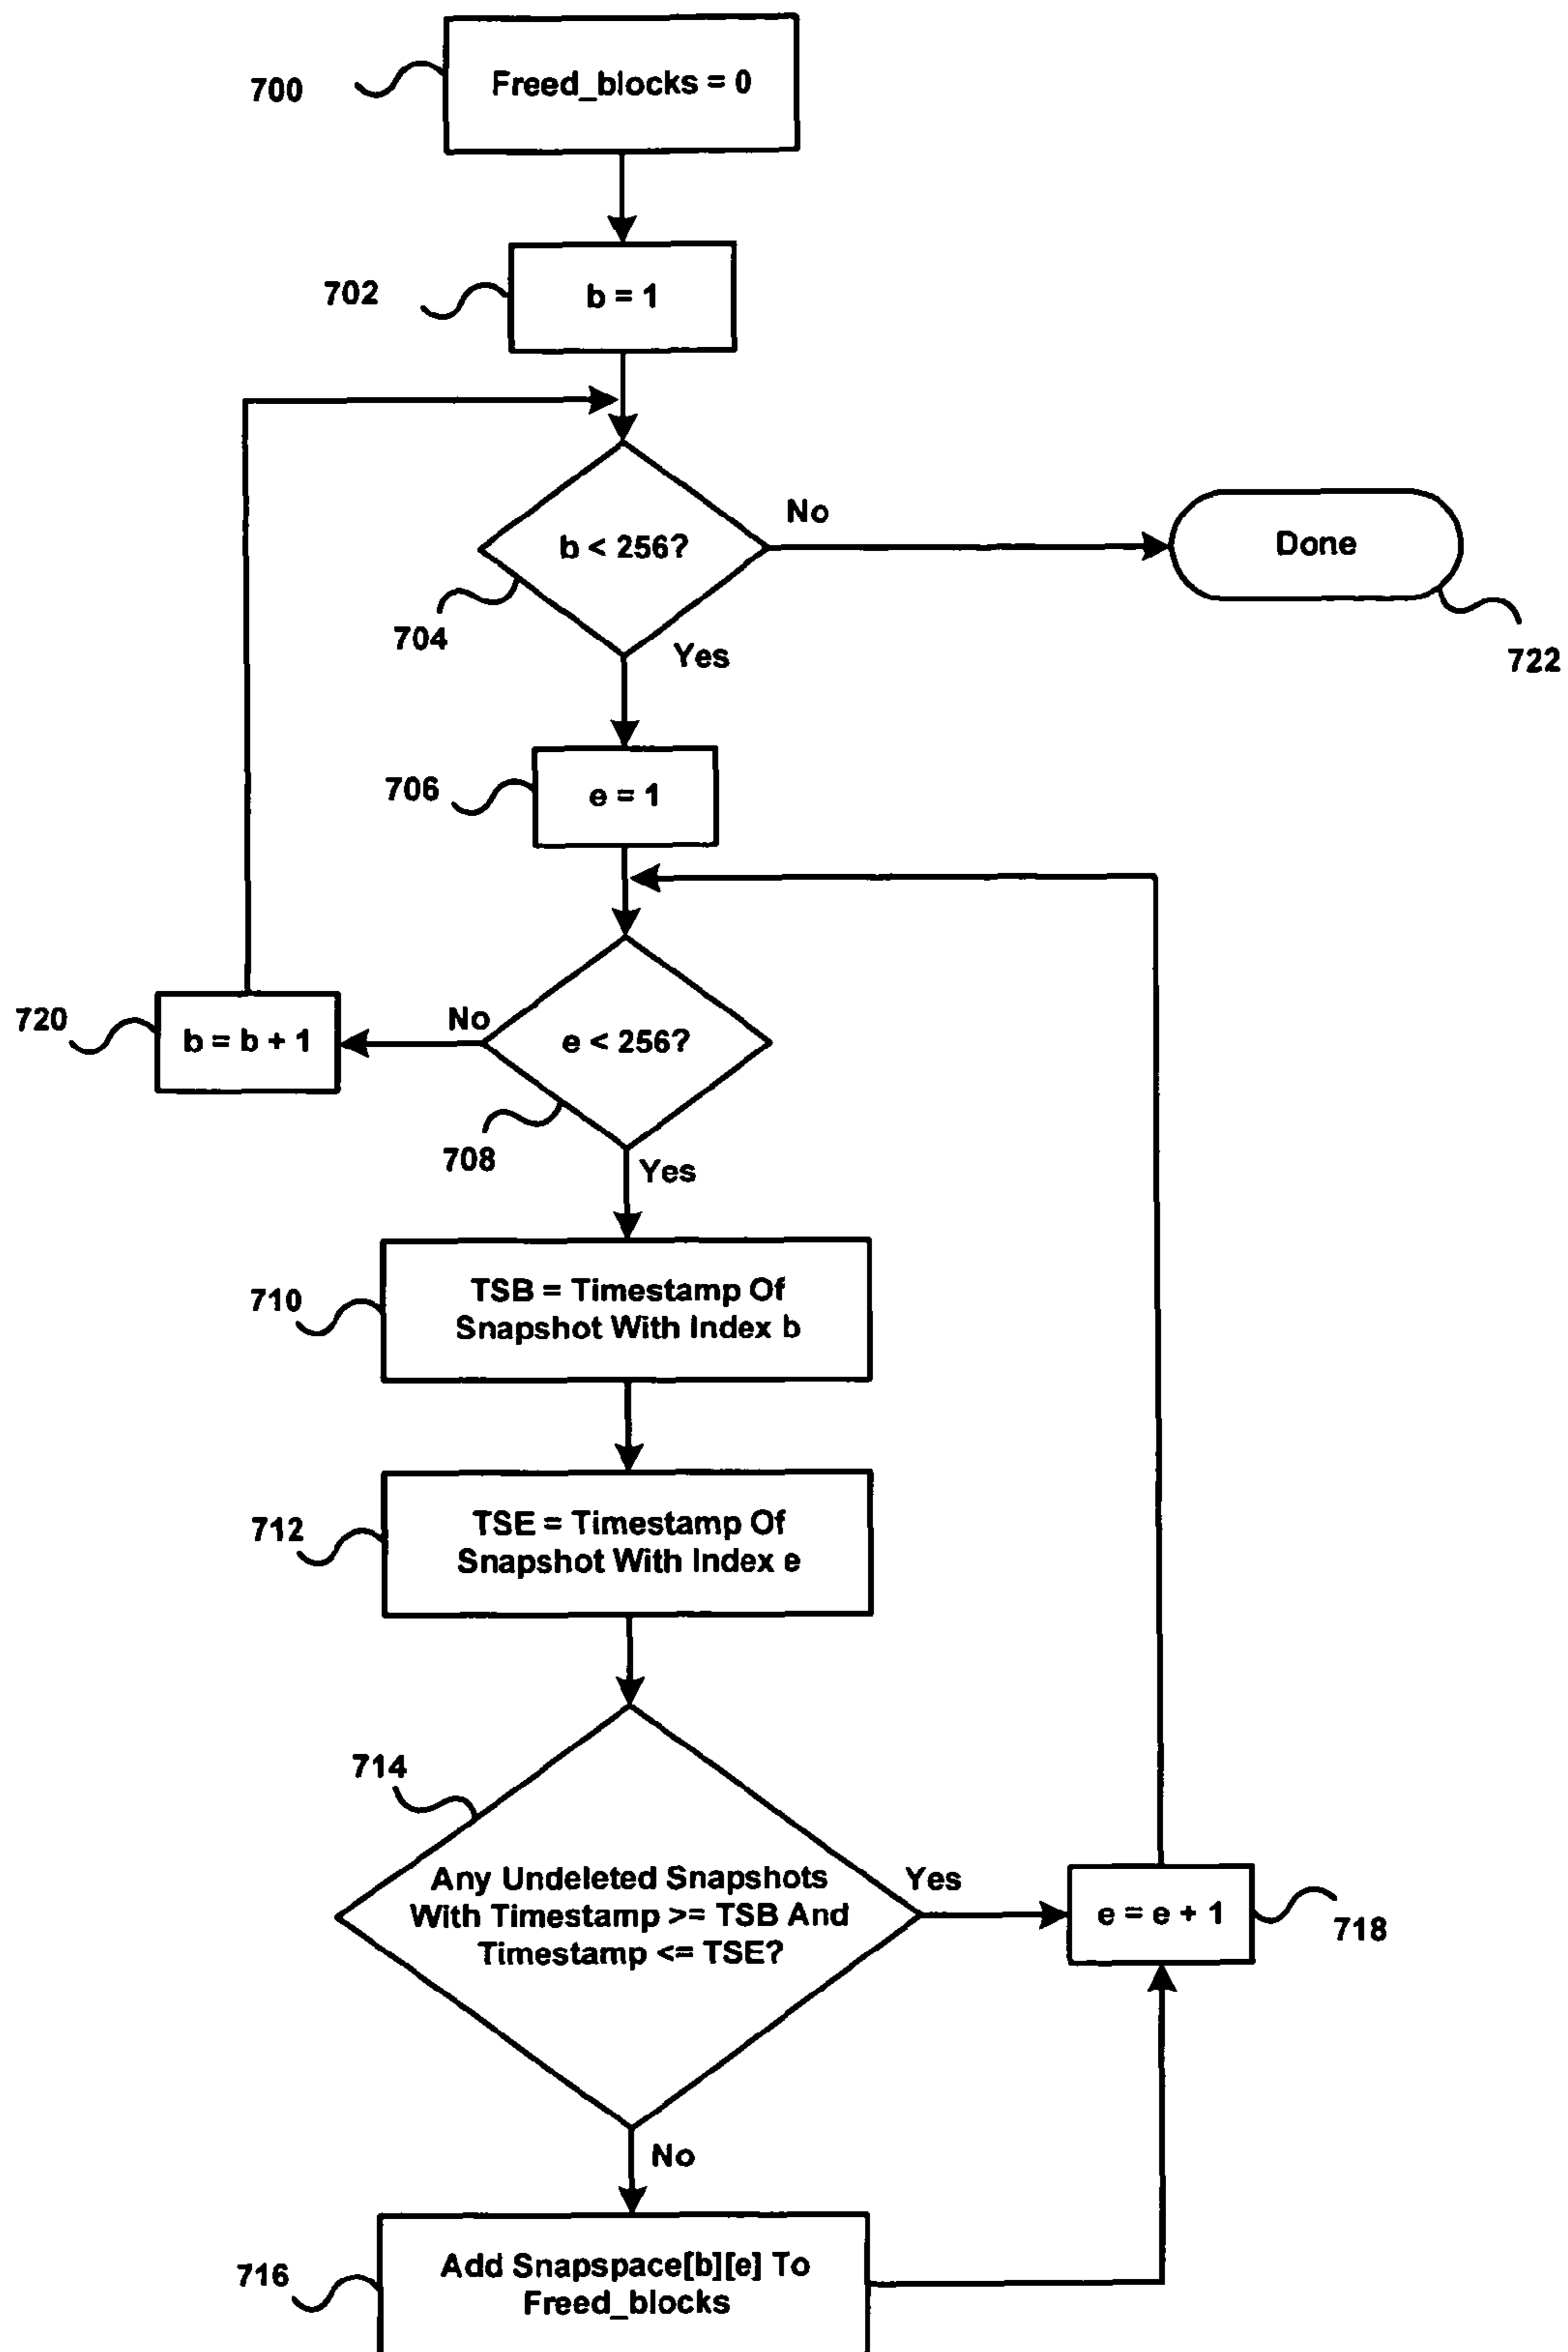 700
Freed_blocks = 0
702
b = 1
b < 256?
No
Done
704
Yes
722
706
e = 1
720
b = b + 1
No
e < 256?
708
Yes
710
TSB = Timestamp Of
Snapshot With Index b
712
TSE = Timestamp Of
Snapshot With Index e
714
Any Undeleted Snapshots
With Timestamp >= TSB And
Timestamp <= TSE?
Yes
e = e + 1
718
No
716
Add Snapspace[b][e] To
Freed_blocks